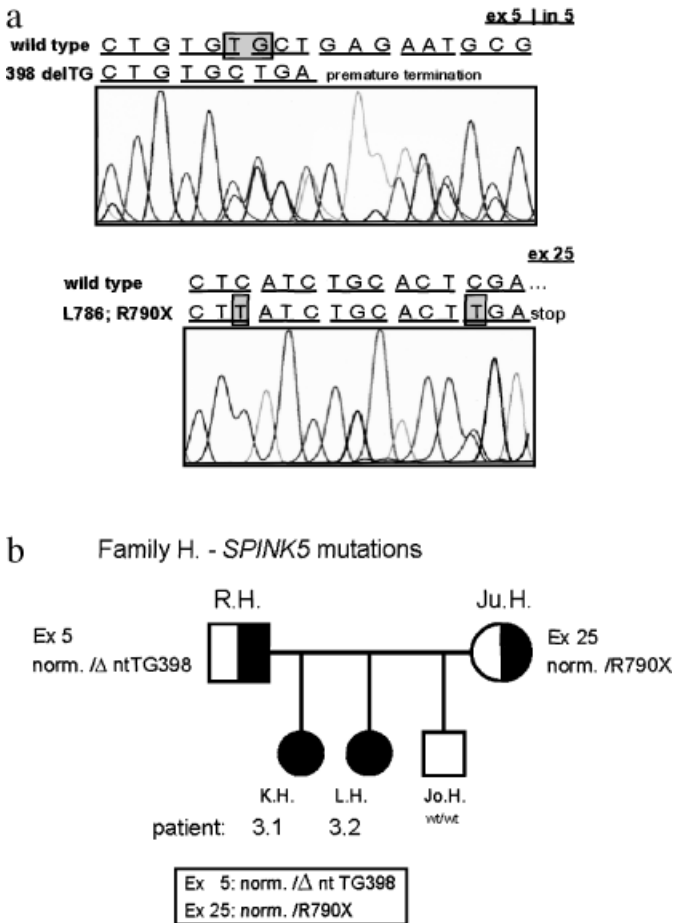 a
ex 5 | in 5
wild type C T G T G T G C T G A G A A T G C G
398 delTG C T G T G C T G A premature termination
ex 25
wild type C T C A T C T G C A C T C G A ...
L786; R790X C T T A T C T G C A C T T G A stop
b Family H. - SPINK5 mutations
R.H. Ju.H.
Ex 5 Ex 25
norm. /Δ ntTG398 norm. /R790X
K.H. L.H. Jo.H.
wt/wt
patient: 3.1 3.2
Ex 5: norm. /Δ nt TG398
Ex 25: norm. /R790X